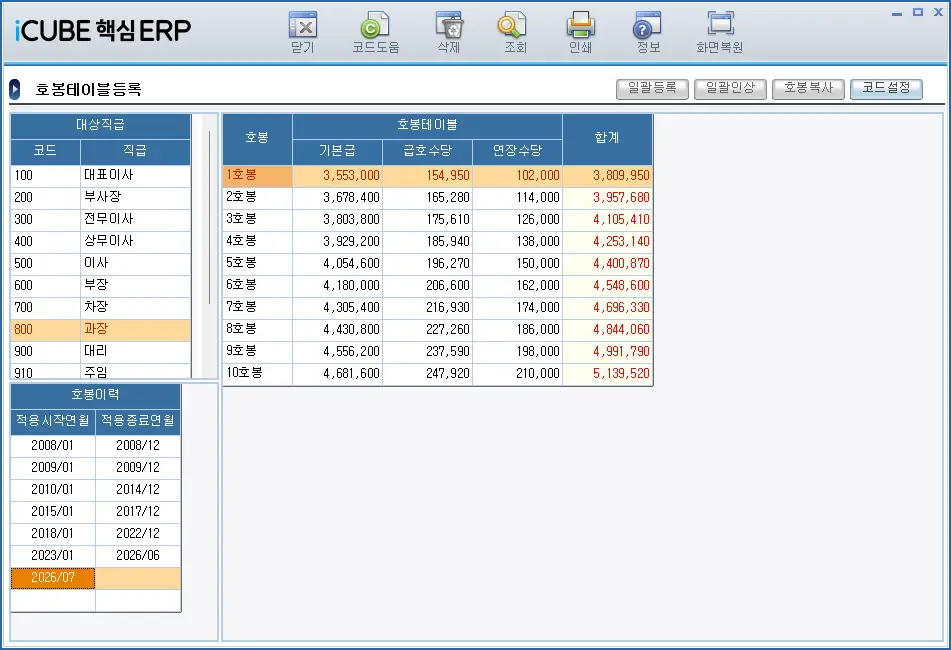 iCUBE 핵심ERP
닫기 코드도움 삭제 조회 인쇄 정보 화면복원
호봉테이블등록
일괄등록 일괄인상 호봉복사 코드설정
대상직급
코드 직급
100 대표이사
200 부사장
300 전무이사
400 상무이사
500 이사
600 부장
700 차장
800 과장
900 대리
910 주임
호봉이력
적용시작연월 적용종료연월
2008/01 2008/12
2009/01 2009/12
2010/01 2014/12
2015/01 2017/12
2018/01 2022/12
2023/01 2026/06
2026/07
호봉 호봉테이블 합계
기본급 급호수당 연장수당
1호봉 3,553,000 154,950 102,000 3,809,950
2호봉 3,678,400 165,280 114,000 3,957,680
3호봉 3,803,800 175,610 126,000 4,105,410
4호봉 3,929,200 185,940 138,000 4,253,140
5호봉 4,054,600 196,270 150,000 4,400,870
6호봉 4,180,000 206,600 162,000 4,548,600
7호봉 4,305,400 216,930 174,000 4,696,330
8호봉 4,430,800 227,260 186,000 4,844,060
9호봉 4,556,200 237,590 198,000 4,991,790
10호봉 4,681,600 247,920 210,000 5,139,520